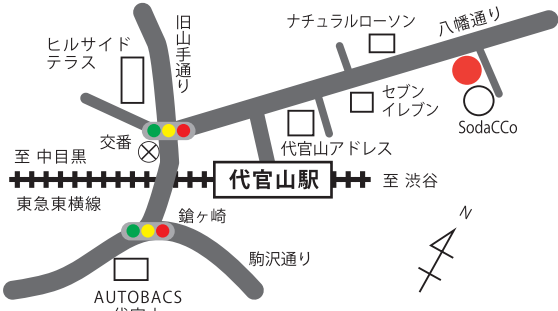 ナチュラルローソン
八幡通り
旧山手通り
ヒルサイド
テラス
セブン
イレブン
SodaCCo
交番
代官山アドレス
至 中目黒
代官山駅
至 渋谷
東急東横線
鎗ヶ崎
N
駒沢通り
AUTOBACS